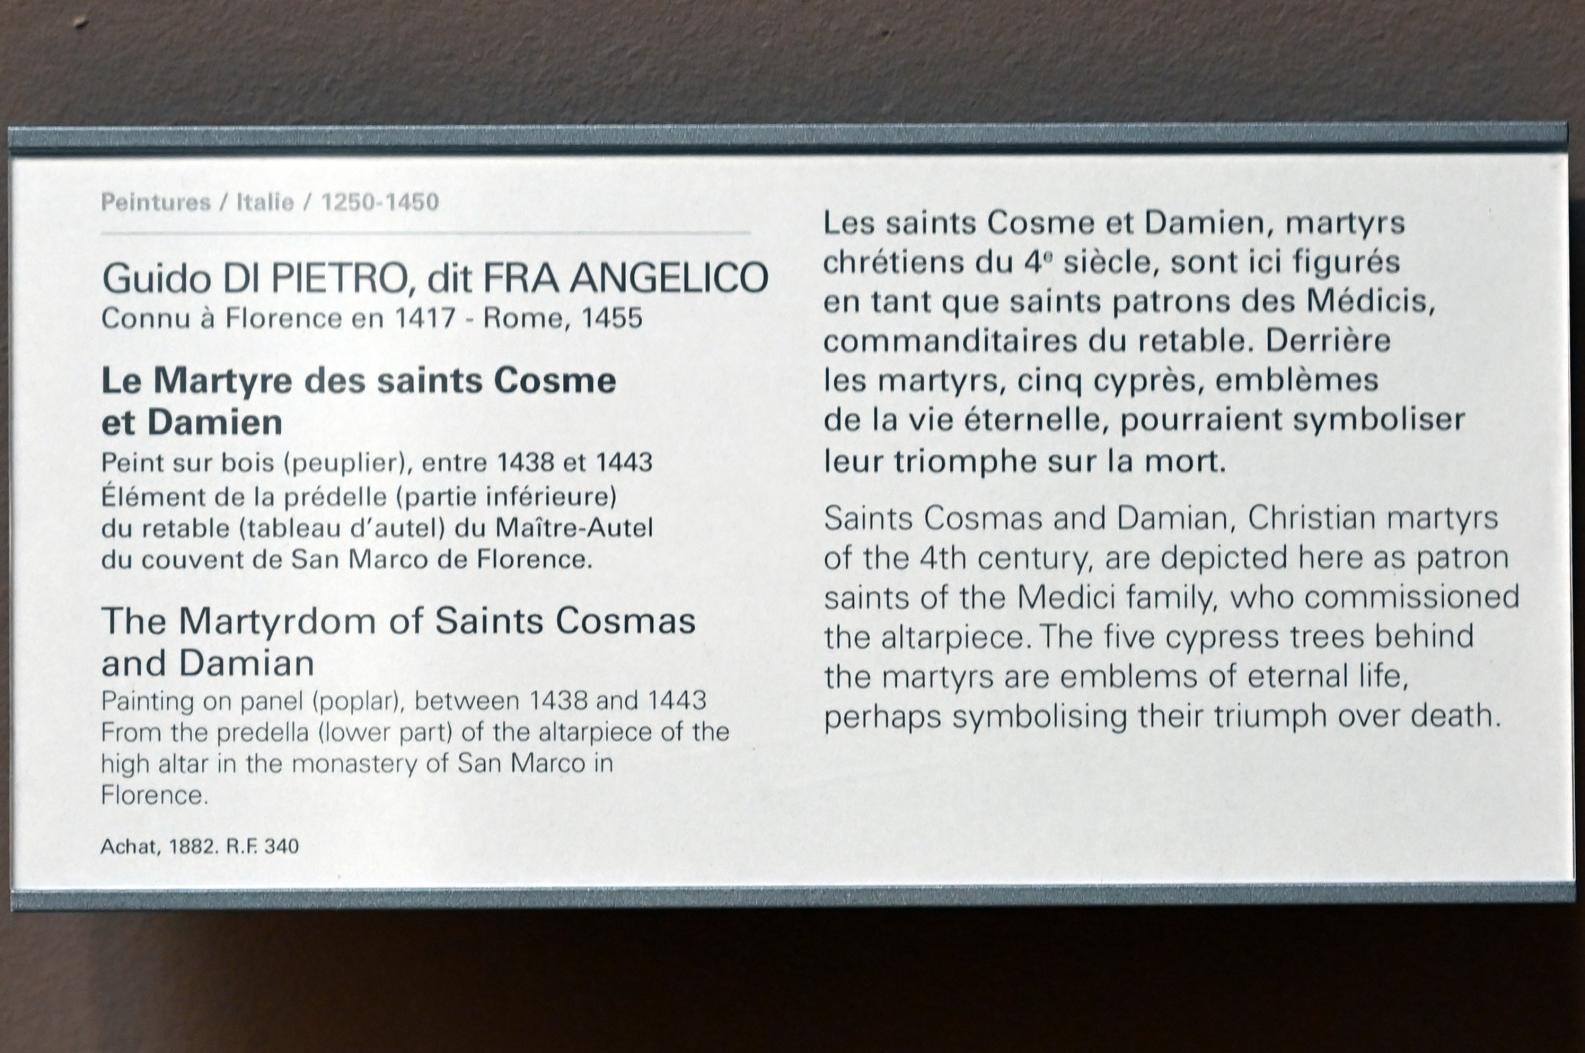 Peintures / Italie / 1250-1450
Guido DI PIETRO, dit FRA ANGELICO
Connu à Florence en 1417 - Rome, 1455
Le Martyre des saints Cosme
et Damien
Peint sur bois (peuplier), entre 1438 et 1443
Élément de la prédelle (partie inférieure)
du retable (tableau d'autel) du Maître-Autel
du couvent de San Marco de Florence.
The Martyrdom of Saints Cosmas
and Damian
Painting on panel (poplar), between 1438 and 1443
From the predella (lower part) of the altarpiece of the
high altar in the monastery of San Marco in
Florence.
Achat, 1882. R.F. 340
Les saints Cosme et Damien, martyrs
chrétiens du 4ᵉ siècle, sont ici figurés
en tant que saints patrons des Médicis,
commanditaires du retable. Derrière
les martyrs, cinq cyprès, emblèmes
de la vie éternelle, pourraient symboliser
leur triomphe sur la mort.
Saints Cosmas and Damian, Christian martyrs
of the 4th century, are depicted here as patron
saints of the Medici family, who commissioned
the altarpiece. The five cypress trees behind
the martyrs are emblems of eternal life,
perhaps symbolising their triumph over death.